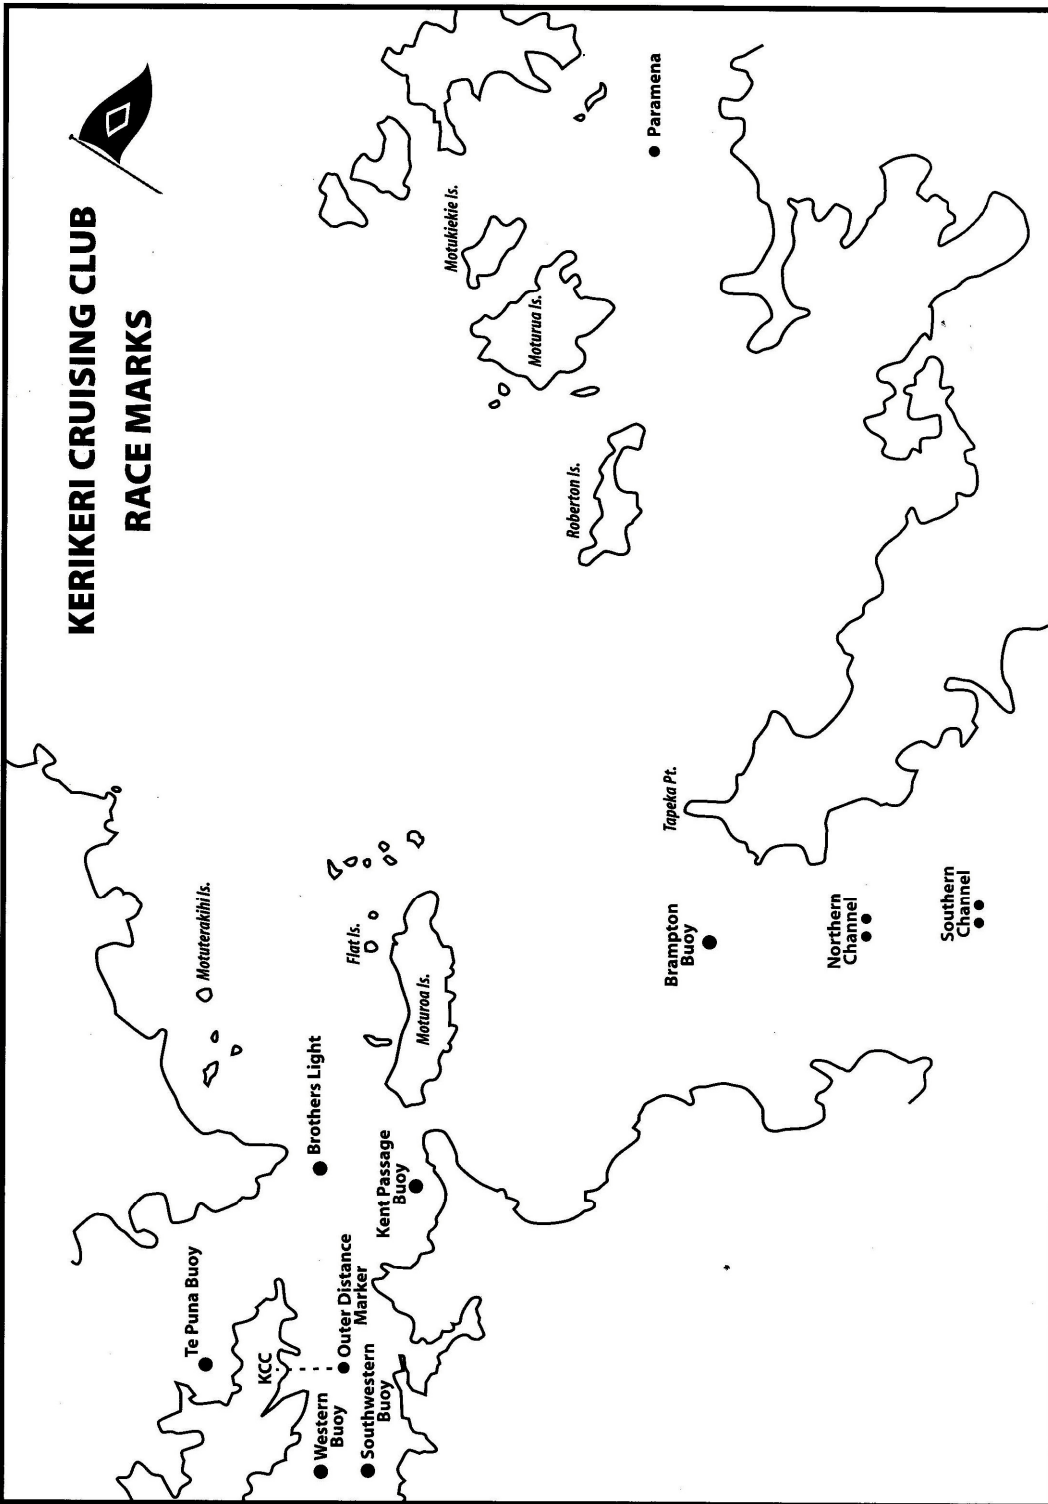 KERIKERI CRUISING CLUB
RACE MARKS
Te Puna Buoy
KCC
Western
Buoy
Outer Distance
Marker
Southwestern
Buoy
Brothers Light
Kent Passage
Buoy
Motuterakihi Is.
Flat Is.
Moturoa Is.
Brampton
Buoy
Tapeka Pt.
Northern
Channel
Southern
Channel
Roberton Is.
Moturua Is.
Motukiekie Is.
Paramena